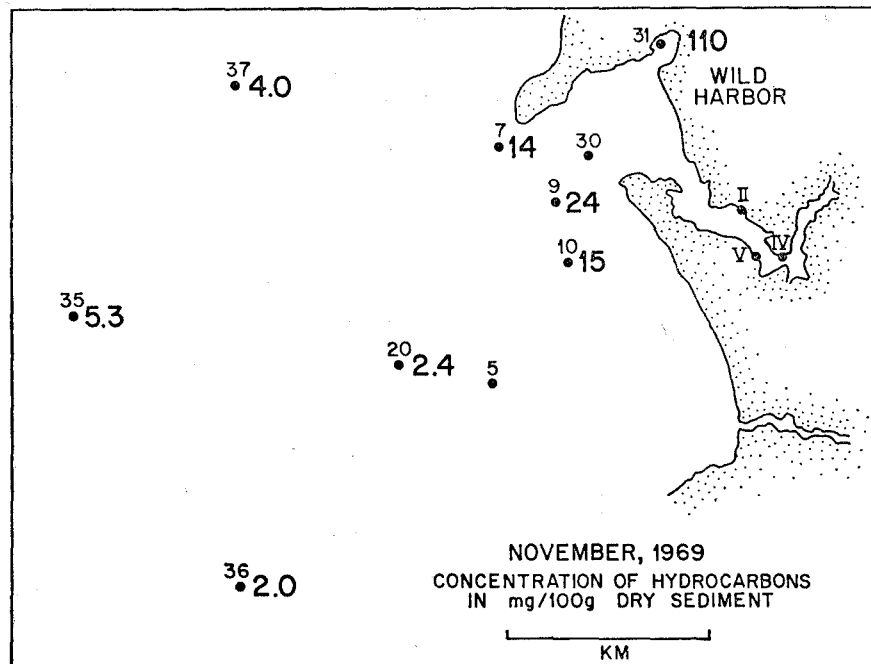 31 110
37 4.0
WILD
HARBOR
7 14
30
9 24
II
10 15
V IV
35 5.3
20 2.4
5
36 2.0
NOVEMBER, 1969
CONCENTRATION OF HYDROCARBONS
IN mg/100g DRY SEDIMENT
KM